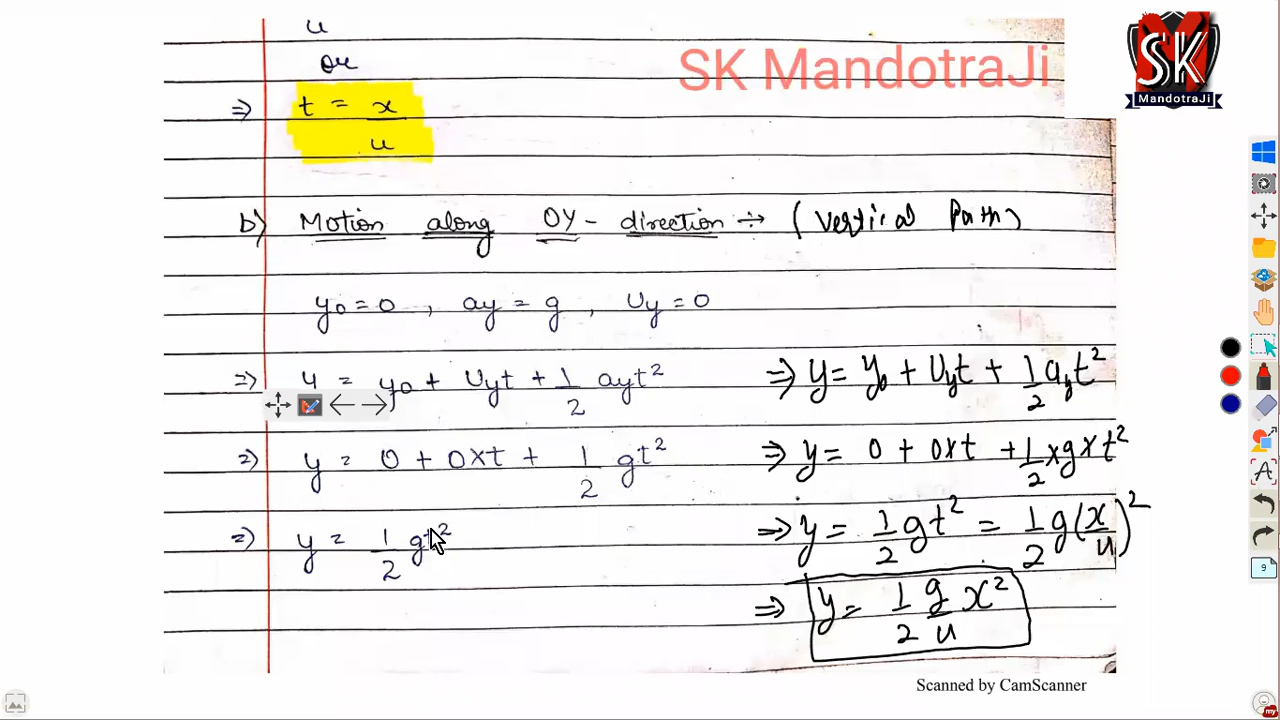 u
or
SK MandotraJi
SK
MandotraJi
⇒ t = x/u
b) Motion along OY - direction ÷ (Vertical Path)
y₀ = 0 , ay = g , Uy = 0
⇒ y = y₀ + Uyt + 1/2 ayt²
⇒ y = y₀ + Uyt + 1/2 ayt²
⇒ y = 0 + 0×t + 1/2 gt²
⇒ y = 0 + 0×t + 1/2 × g × t²
⇒ y = 1/2 gt²
⇒ y = 1/2 gt² = 1/2 g(x/u)²
⇒ y = 1/2 g/u x²
Scanned by CamScanner
9